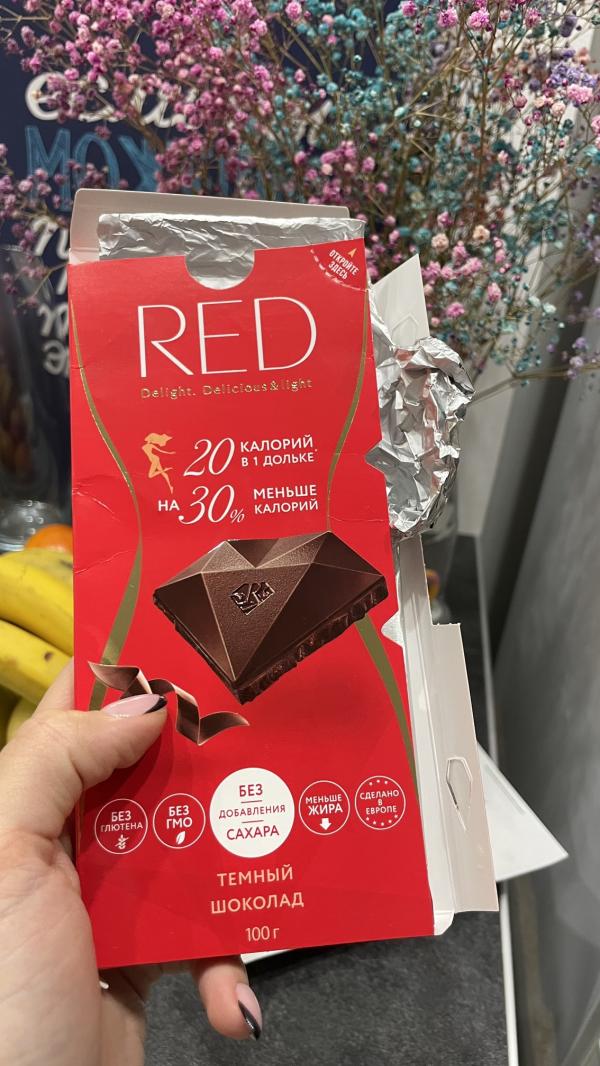 МОЖ
ОТКРОЙТЕ
ЗДЕСЬ
RED
Delight. Delicious & light
20 КАЛОРИЙ
В 1 ДОЛЬКЕ*
НА 30% МЕНЬШЕ
КАЛОРИЙ
БЕЗ
ГЛЮТЕНА
БЕЗ
ГМО
БЕЗ
ДОБАВЛЕНИЯ
САХАРА
МЕНЬШЕ
ЖИРА
СДЕЛАНО
В
ЕВРОПЕ
ТЕМНЫЙ
ШОКОЛАД
100 г